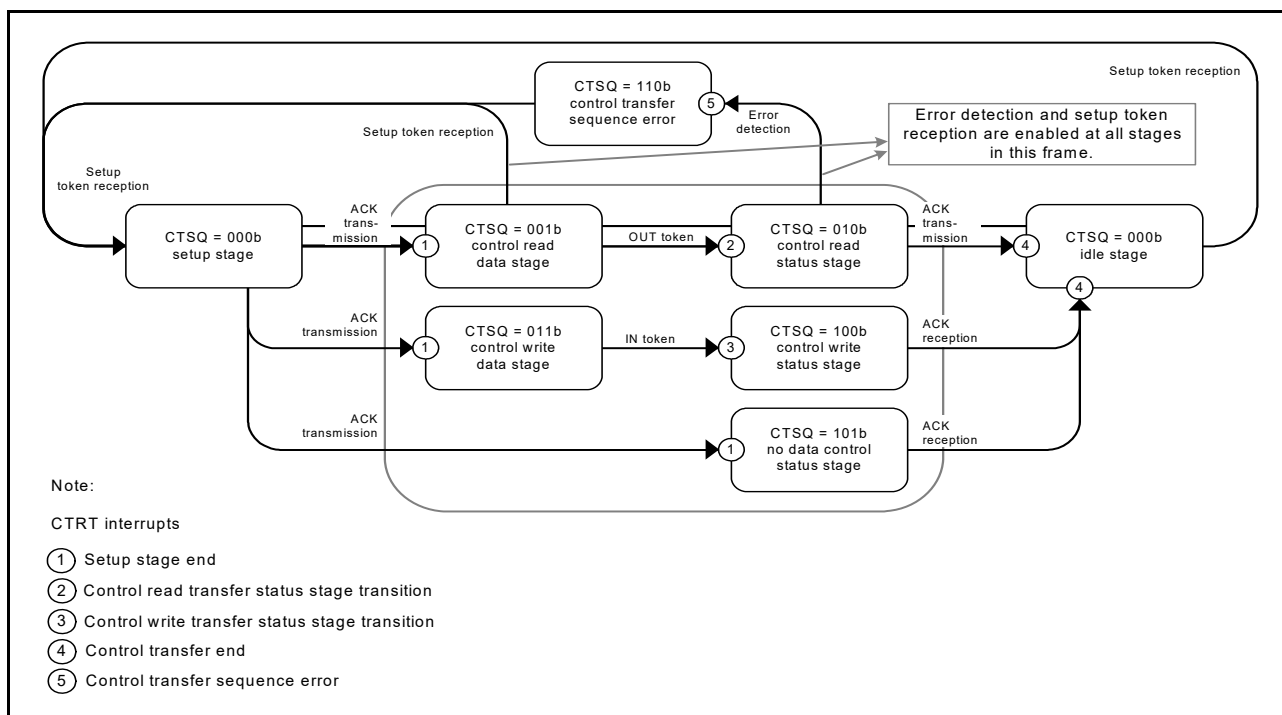 Setup token reception
CTSQ = 110b
control transfer
sequence error
5
Error
detection
Error detection and setup token
reception are enabled at all stages
in this frame.
Setup token reception
Setup
token reception
CTSQ = 000b
setup stage
ACK
trans-
mission
1
CTSQ = 001b
control read
data stage
OUT token
2
CTSQ = 010b
control read
status stage
ACK
trans-
mission
4
CTSQ = 000b
idle stage
4
ACK
transmission
1
CTSQ = 011b
control write
data stage
IN token
3
CTSQ = 100b
control write
status stage
ACK
reception
ACK
transmission
1
CTSQ = 101b
no data control
status stage
ACK
reception
Note:
CTRT interrupts
1 Setup stage end
2 Control read transfer status stage transition
3 Control write transfer status stage transition
4 Control transfer end
5 Control transfer sequence error